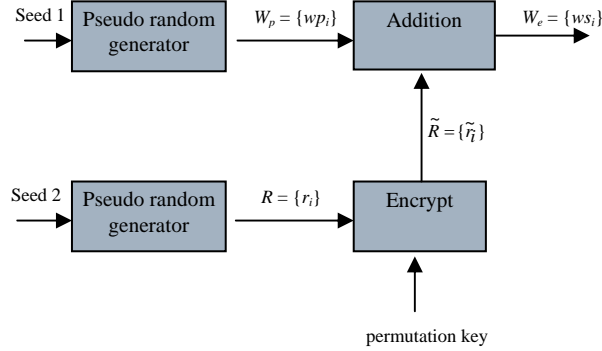 Seed 1
Pseudo random
generator
W_p = {wp_i}
Addition
W_e = {ws_i}
R̃ = {r̃_i}
Seed 2
Pseudo random
generator
R = {r_i}
Encrypt
permutation key